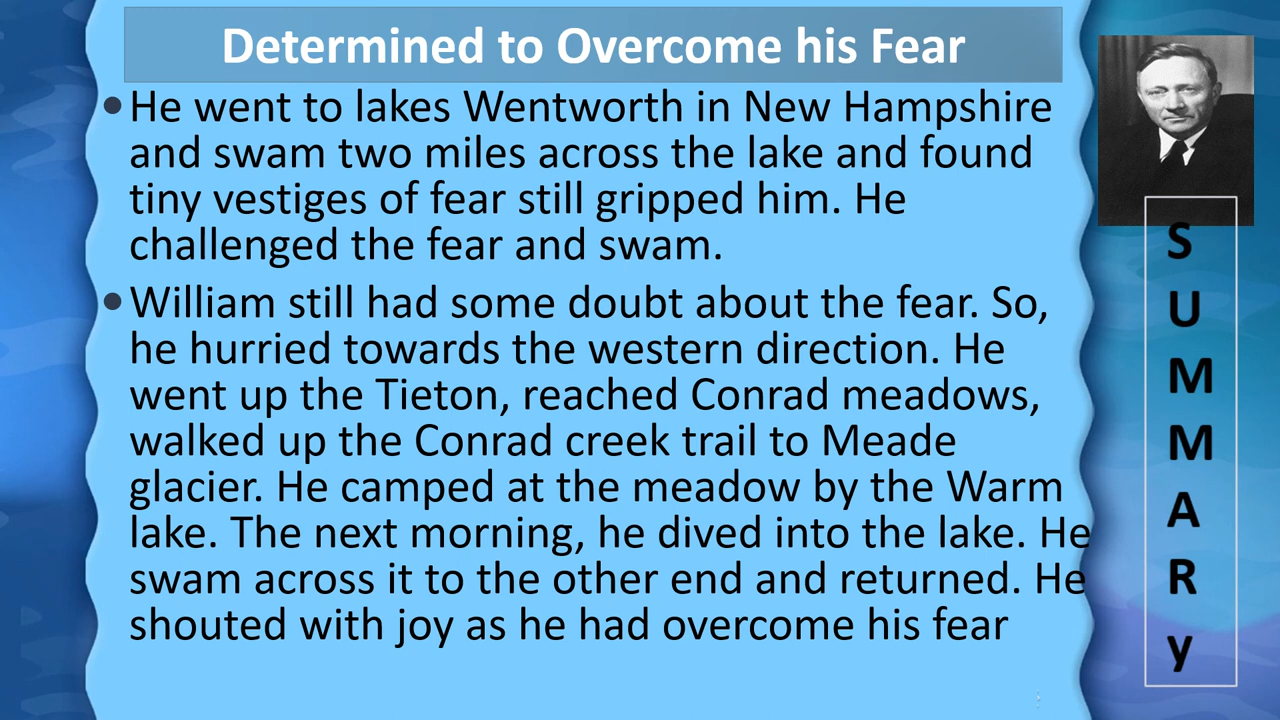 Determined to Overcome his Fear
•He went to lakes Wentworth in New Hampshire
and swam two miles across the lake and found
tiny vestiges of fear still gripped him. He
challenged the fear and swam.
•William still had some doubt about the fear. So,
he hurried towards the western direction. He
went up the Tieton, reached Conrad meadows,
walked up the Conrad creek trail to Meade
glacier. He camped at the meadow by the Warm
lake. The next morning, he dived into the lake. He
swam across it to the other end and returned. He
shouted with joy as he had overcome his fear
S
U
M
M
A
R
y